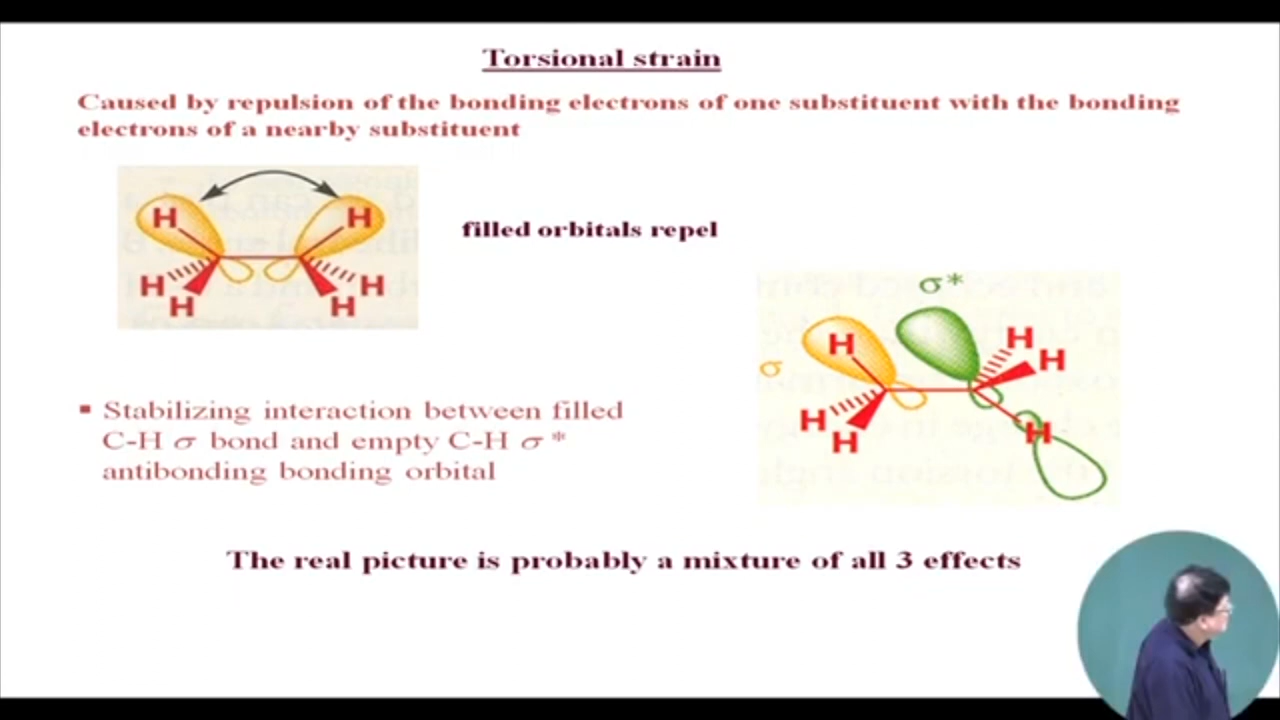 Torsional strain
Caused by repulsion of the bonding electrons of one substituent with the bonding
electrons of a nearby substituent
H H
H H
H H
filled orbitals repel
σ*
σ H H
H
H H
H
▪ Stabilizing interaction between filled
C-H σ bond and empty C-H σ*
antibonding bonding orbital
The real picture is probably a mixture of all 3 effects